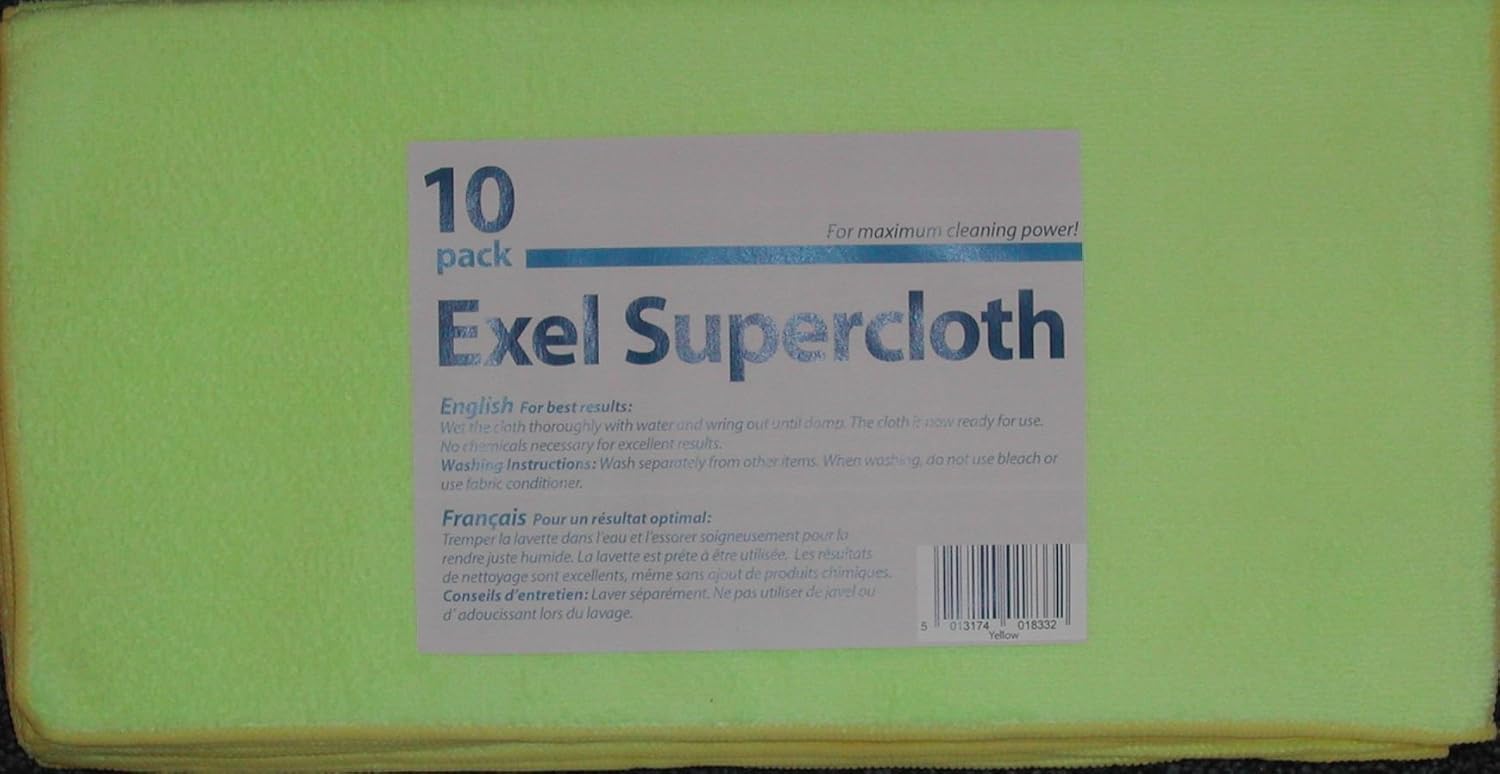 10
pack
For maximum cleaning power!
Exel Supercloth
English For best results:
Wet the cloth thoroughly with water and wring out until damp. The cloth is now ready for use.
No chemicals necessary for excellent results.
Washing Instructions: Wash separately from other items. When washing, do not use bleach or
use fabric conditioner.
Français Pour un résultat optimal:
Tremper la lavette dans l'eau et l'essorer soigneusement pour la
rendre juste humide. La lavette est prête à être utilisée. Les résultats
de nettoyage sont excellents, même sans ajout de produits chimiques.
Conseils d'entretien: Laver séparément. Ne pas utiliser de javel ou
d' adoucissant lors du lavage.
5 013174 018332
Yellow